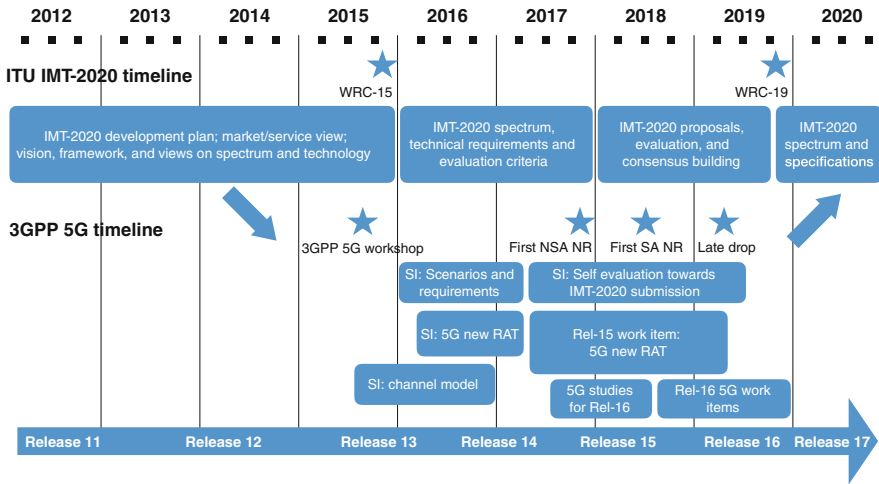 2012 2013 2014 2015 2016 2017 2018 2019 2020
ITU IMT-2020 timeline
WRC-15
WRC-19
IMT-2020 development plan; market/service view;
vision, framework, and views on spectrum and technology
IMT-2020 spectrum,
technical requirements and
evaluation criteria
IMT-2020 proposals,
evaluation, and
consensus building
IMT-2020
spectrum and
specifications
3GPP 5G timeline
3GPP 5G workshop
First NSA NR
First SA NR
Late drop
SI: Scenarios and
requirements
SI: Self evaluation towards
IMT-2020 submission
SI: 5G new RAT
Rel-15 work item:
5G new RAT
SI: channel model
5G studies
for Rel-16
Rel-16 5G work
items
Release 11 Release 12 Release 13 Release 14 Release 15 Release 16 Release 17